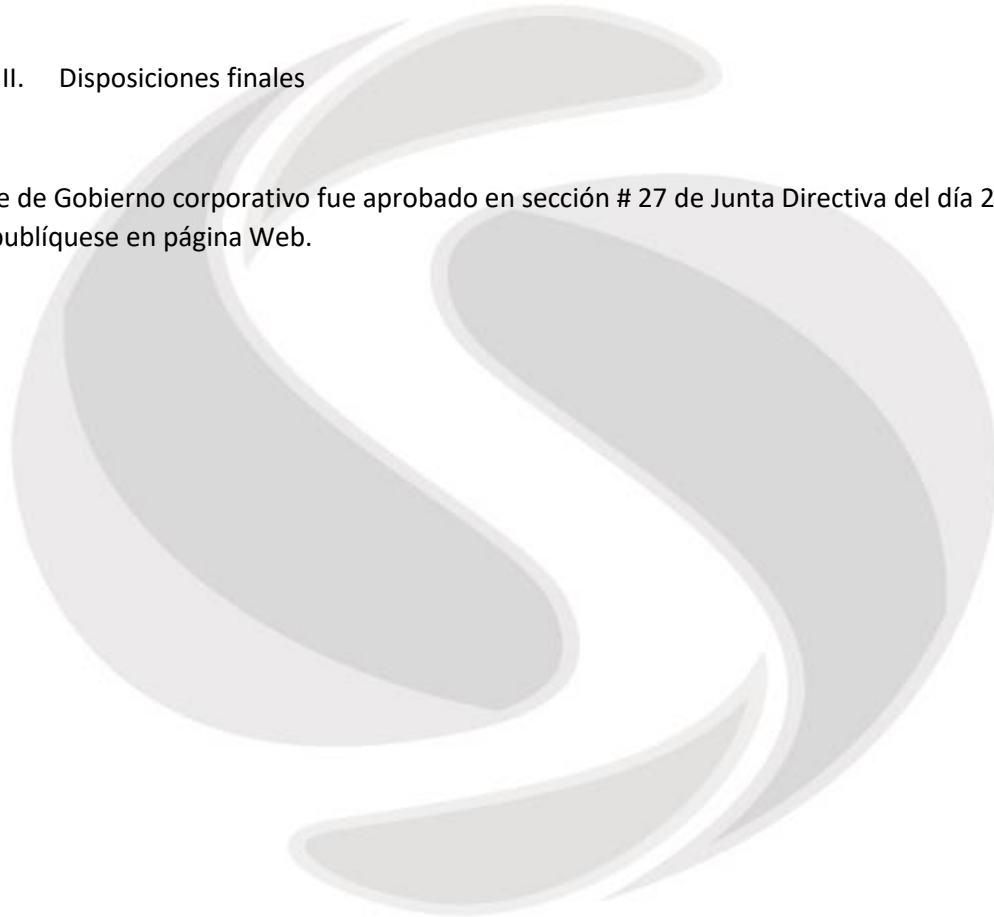 II. Disposiciones finales
e de Gobierno corporativo fue aprobado en sección # 27 de Junta Directiva del día 2
publíquese en página Web.